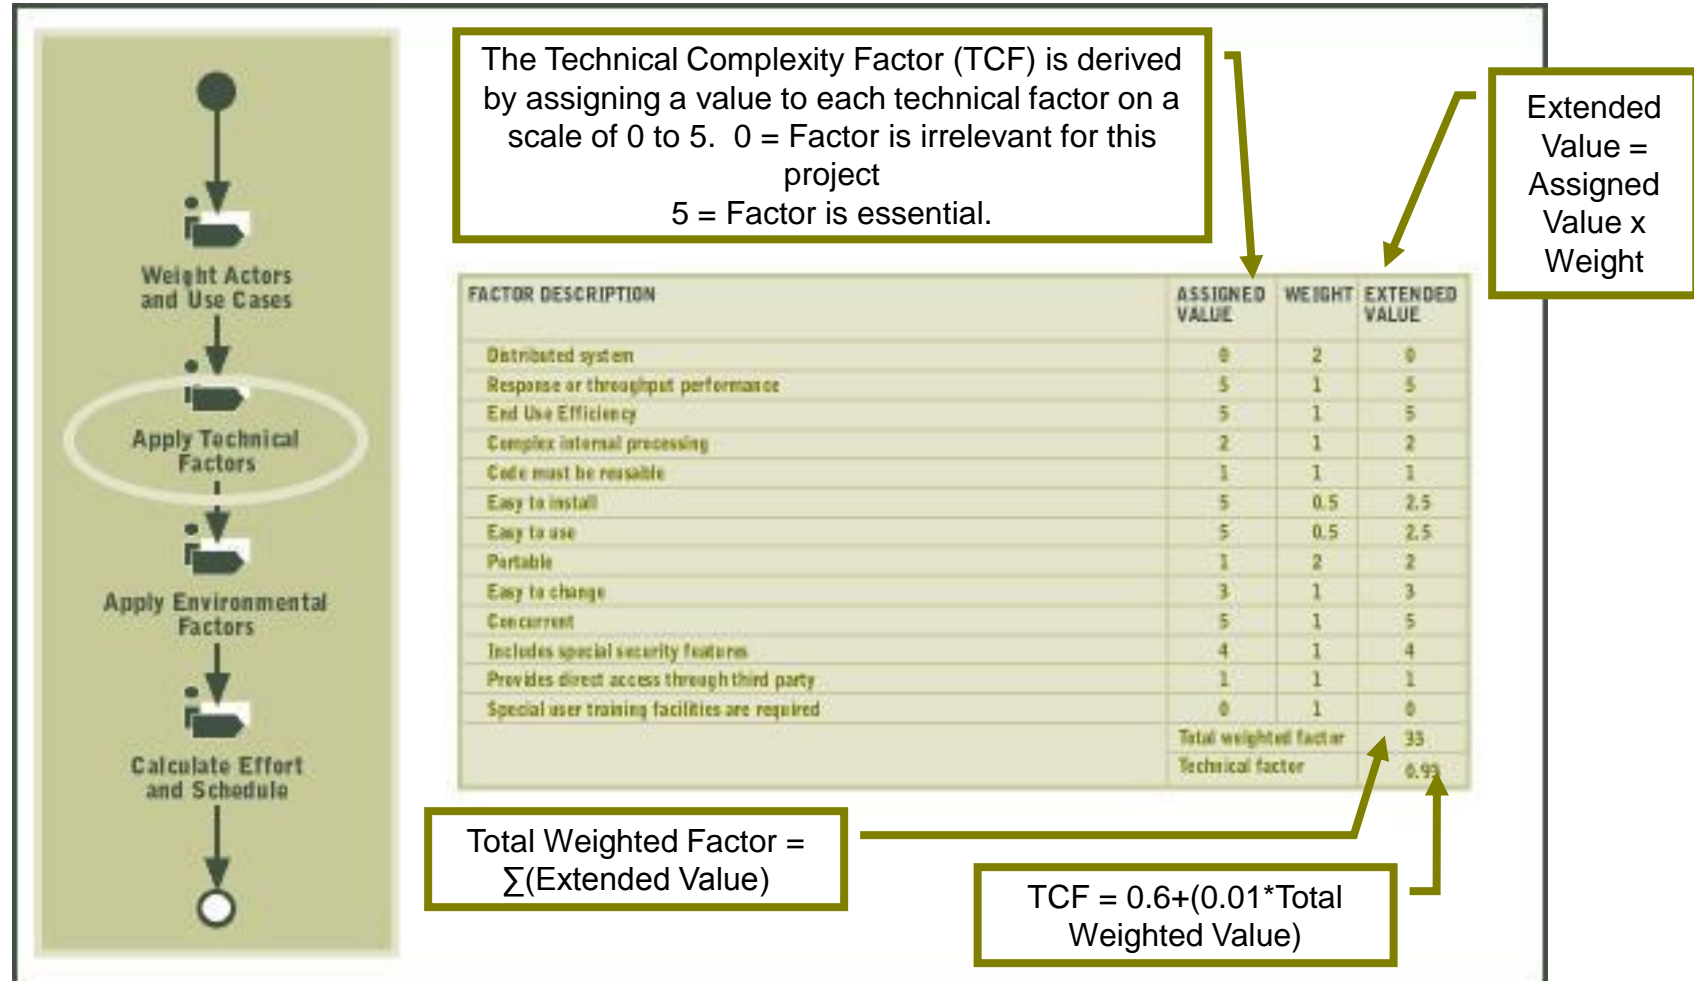 The Technical Complexity Factor (TCF) is derived
by assigning a value to each technical factor on a
scale of 0 to 5.  0 = Factor is irrelevant for this
project
5 = Factor is essential.
Extended
Value =
Assigned
Value x
Weight
Weight Actors
and Use Cases
Apply Technical
Factors
Apply Environmental
Factors
Calculate Effort
and Schedule
FACTOR DESCRIPTION ASSIGNED VALUE WEIGHT EXTENDED VALUE
Distributed system 0 2 0
Response or throughput performance 5 1 5
End Use Efficiency 5 1 5
Complex internal processing 2 1 2
Code must be reusable 1 1 1
Easy to install 5 0.5 2.5
Easy to use 5 0.5 2.5
Portable 1 2 2
Easy to change 3 1 3
Concurrent 5 1 5
Includes special security features 4 1 4
Provides direct access through third party 1 1 1
Special user training facilities are required 0 1 0
Total weighted factor 33
Technical factor 0.93
Total Weighted Factor =
∑(Extended Value)
TCF = 0.6+(0.01*Total
Weighted Value)